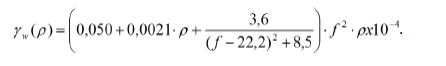 γ_w(ρ) = (0,050 + 0,0021 · ρ + 3,6 / ((f − 22,2)² + 8,5)) · f² · ρx10⁻⁴.